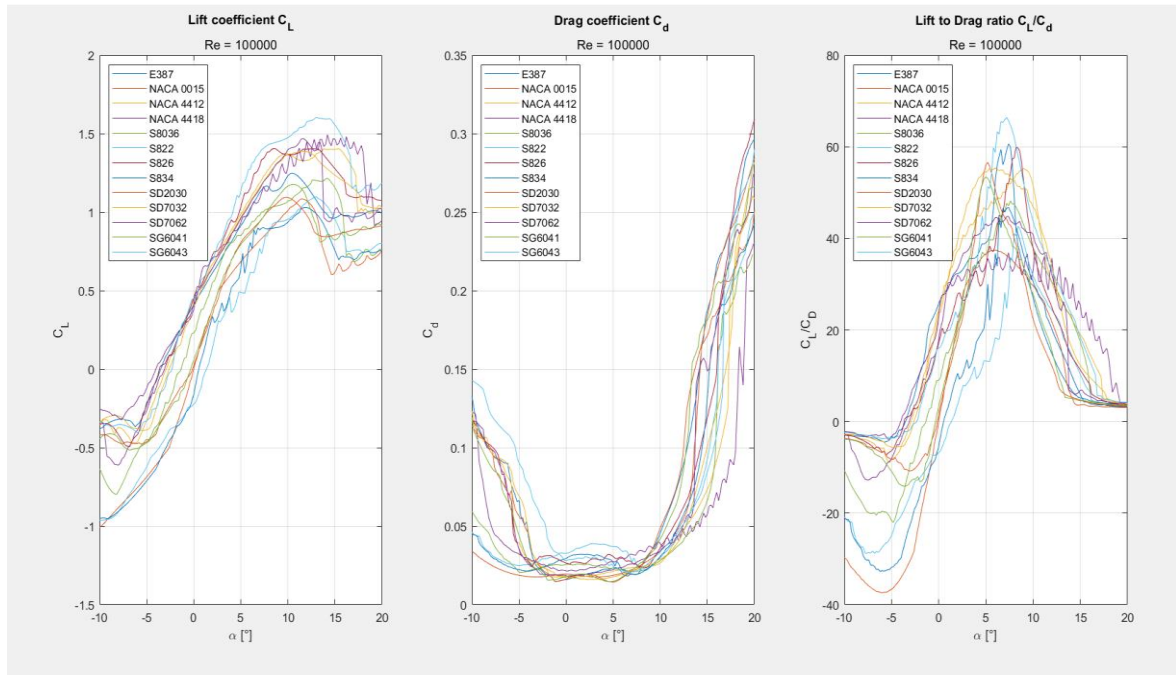 Lift coefficient C_L
Re = 100000
2
1.5
1
0.5
0
-0.5
-1
-1.5
C_L
-10
-5
0
5
10
15
20
α [°]
E387
NACA 0015
NACA 4412
NACA 4418
S8036
S822
S826
S834
SD2030
SD7032
SD7062
SG6041
SG6043
Drag coefficient C_d
Re = 100000
0.35
0.3
0.25
0.2
0.15
0.1
0.05
0
C_d
-10
-5
0
5
10
15
20
α [°]
E387
NACA 0015
NACA 4412
NACA 4418
S8036
S822
S826
S834
SD2030
SD7032
SD7062
SG6041
SG6043
Lift to Drag ratio C_L/C_d
Re = 100000
80
60
40
20
0
-20
-40
C_L/C_D
-10
-5
0
5
10
15
20
α [°]
E387
NACA 0015
NACA 4412
NACA 4418
S8036
S822
S826
S834
SD2030
SD7032
SD7062
SG6041
SG6043